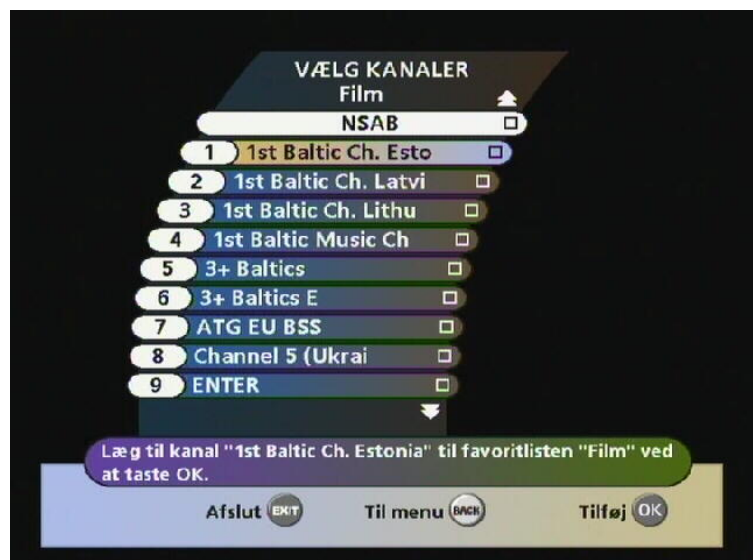 VÆLG KANALER
Film
NSAB
1 1st Baltic Ch. Esto
2 1st Baltic Ch. Latvi
3 1st Baltic Ch. Lithu
4 1st Baltic Music Ch
5 3+ Baltics
6 3+ Baltics E
7 ATG EU BSS
8 Channel 5 (Ukrai
9 ENTER
Læg til kanal "1st Baltic Ch. Estonia" til favoritlisten "Film" ved
at taste OK.
Afslut EXIT Til menu BACK Tilføj OK